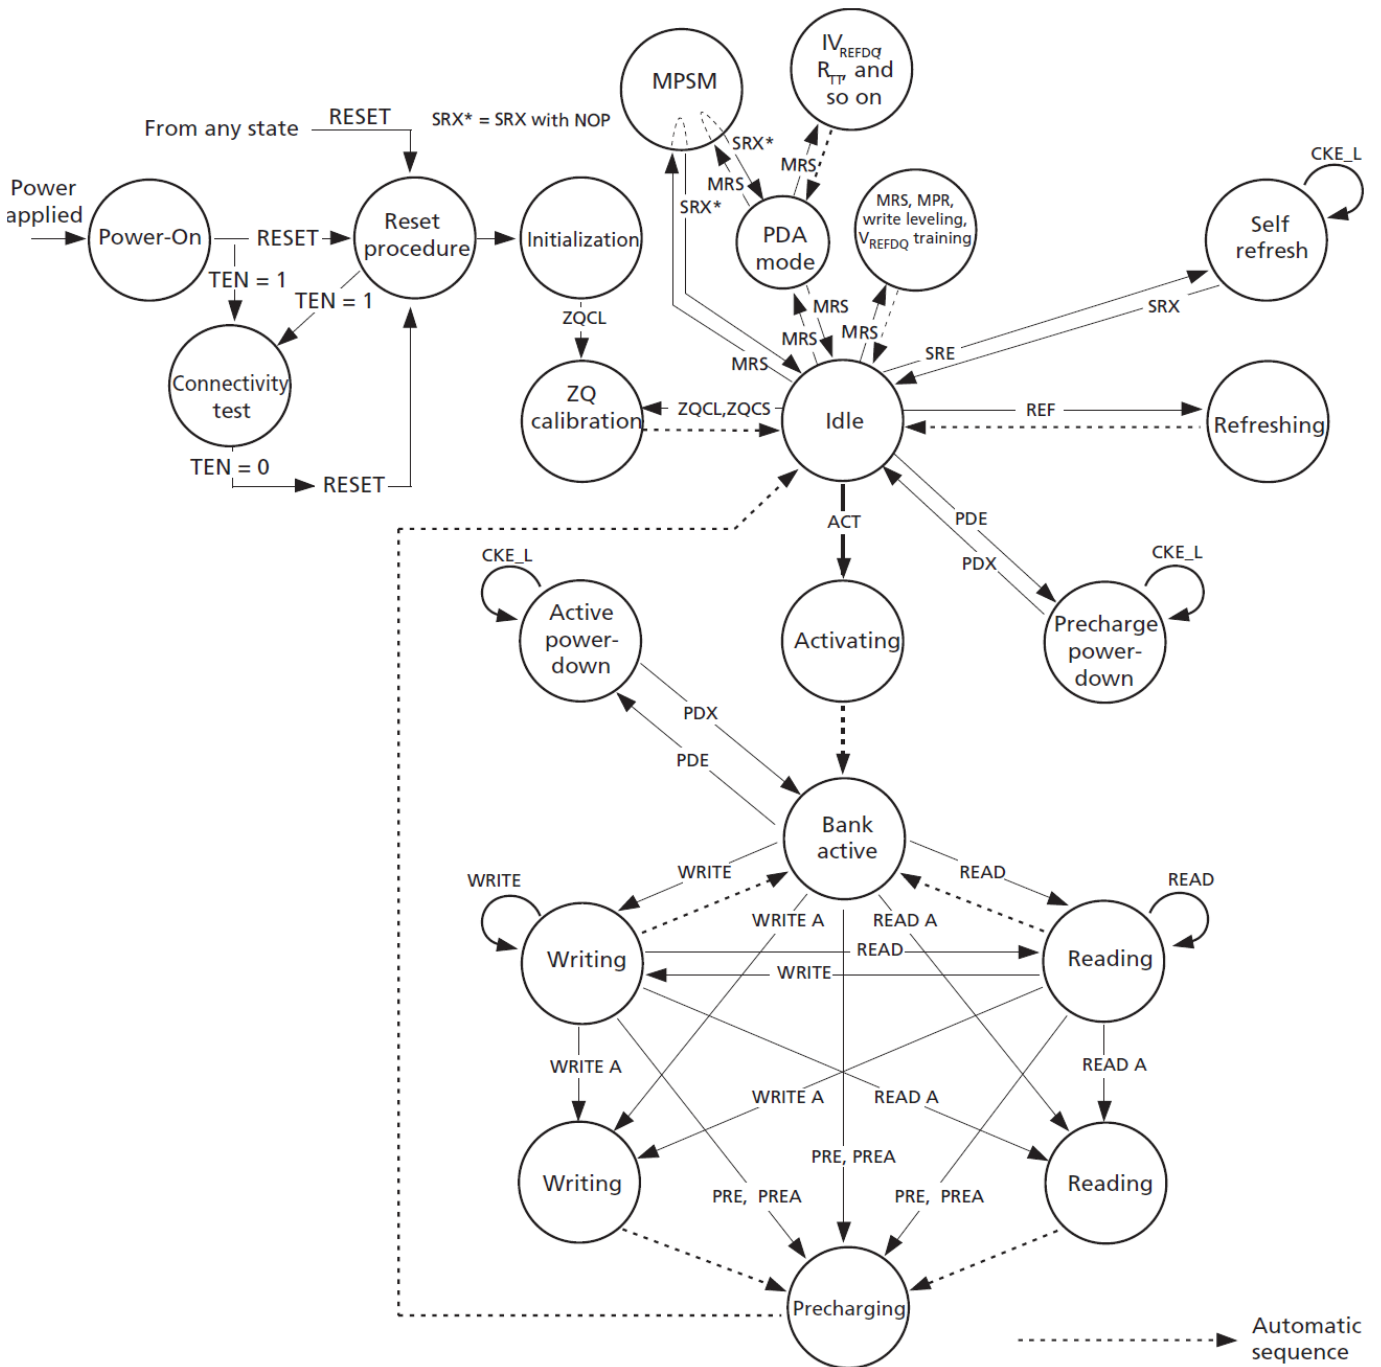 MPSM
IV_REFDQ,
R_TT, and
so on
From any state
RESET
SRX* = SRX with NOP
SRX*
MRS
MRS
CKE_L
Power
applied
Power-On
RESET
Reset
procedure
Initialization
SRX*
PDA
mode
MRS, MPR,
write leveling,
V_REFDQ training
Self
refresh
TEN = 1
TEN = 1
ZQCL
MRS
MRS
MRS
MRS
SRX
SRE
Connectivity
test
ZQ
calibration
ZQCL,ZQCS
Idle
REF
Refreshing
TEN = 0
RESET
ACT
PDE
PDX
CKE_L
CKE_L
Active
power-
down
Activating
Precharge
power-
down
PDX
PDE
Bank
active
WRITE
READ
WRITE
READ
WRITE A
READ A
Writing
READ
WRITE
Reading
WRITE A
READ A
WRITE A
READ A
PRE, PREA
Writing
PRE, PREA
PRE, PREA
Reading
Precharging
Automatic
sequence